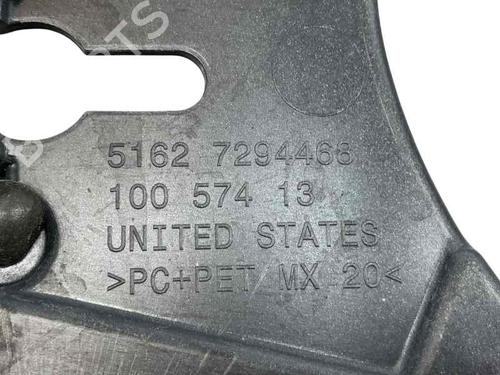 5162 7294468
100 574 13
UNITED STATES
>PC+PET MX 20<